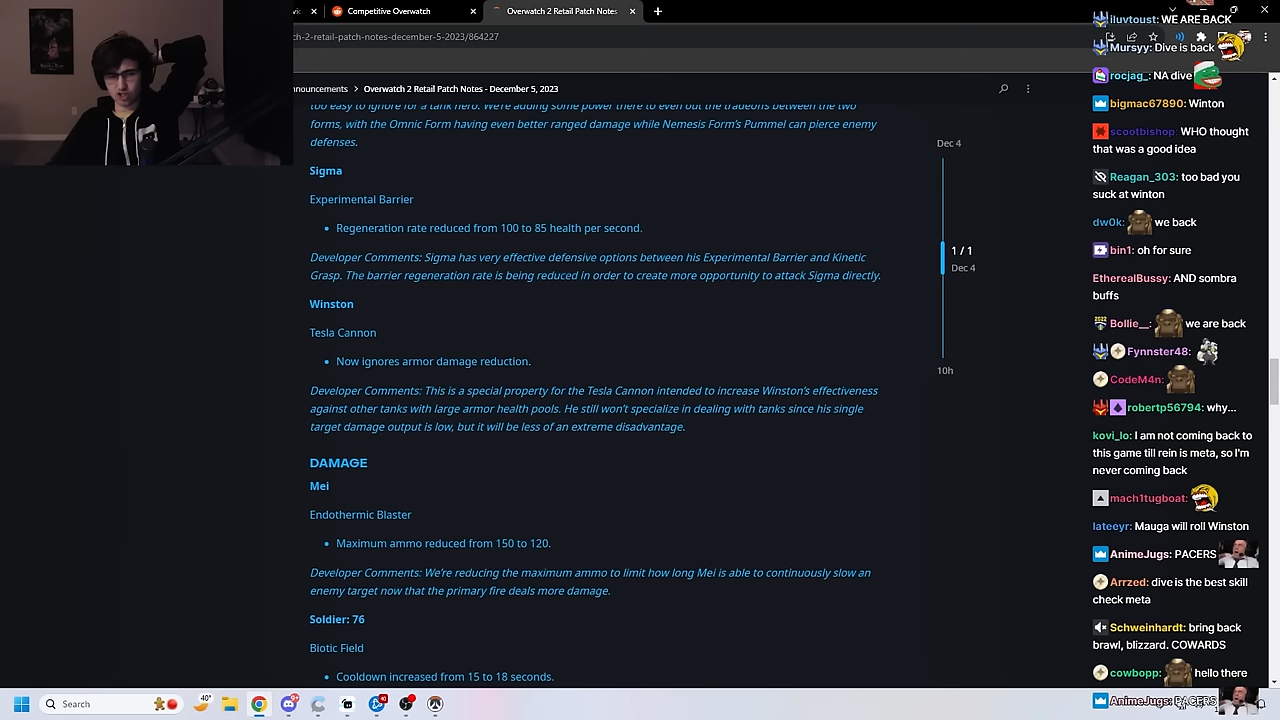 Competitive Overwatch
Overwatch 2 Retail Patch Notes
ch-2-retail-patch-notes-december-5-2023/864227
nnouncements > Overwatch 2 Retail Patch Notes - December 5, 2023
too easy to ignore for a tank hero. We're adding some power there to even out the tradeoffs between the two
forms, with the Omnic Form having even better ranged damage while Nemesis Form's Pummel can pierce enemy
defenses.
Sigma
Experimental Barrier
• Regeneration rate reduced from 100 to 85 health per second.
Developer Comments: Sigma has very effective defensive options between his Experimental Barrier and Kinetic
Grasp. The barrier regeneration rate is being reduced in order to create more opportunity to attack Sigma directly.
Winston
Tesla Cannon
• Now ignores armor damage reduction.
Developer Comments: This is a special property for the Tesla Cannon intended to increase Winston's effectiveness
against other tanks with large armor health pools. He still won't specialize in dealing with tanks since his single
target damage output is low, but it will be less of an extreme disadvantage.
DAMAGE
Mei
Endothermic Blaster
• Maximum ammo reduced from 150 to 120.
Developer Comments: We're reducing the maximum ammo to limit how long Mei is able to continuously slow an
enemy target now that the primary fire deals more damage.
Soldier: 76
Biotic Field
• Cooldown increased from 15 to 18 seconds.
Dec 4
1 / 1
Dec 4
10h
iluvtoust: WE ARE BACK
Mursyy: Dive is back
rocjag_: NA dive
bigmac67890: Winton
scootbishop: WHO thought
that was a good idea
Reagan_303: too bad you
suck at winton
dw0k: we back
bin1: oh for sure
EtherealBussy: AND sombra
buffs
Bollie__: we are back
Fynnster48:
CodeM4n:
robertp56794: why...
kovi_lo: I am not coming back to
this game till rein is meta, so I'm
never coming back
mach1tugboat:
lateeyr: Mauga will roll Winston
AnimeJugs: PACERS
Arrzed: dive is the best skill
check meta
Schweinhardt: bring back
brawl, blizzard. COWARDS
cowbopp: hello there
AnimeJugs: PACERS
Search
40°